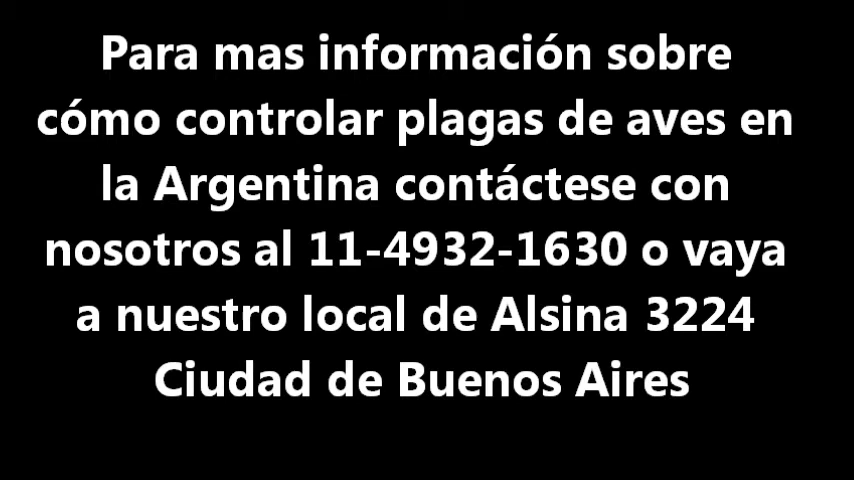 Para mas información sobre
cómo controlar plagas de aves en
la Argentina contáctese con
nosotros al 11-4932-1630 o vaya
a nuestro local de Alsina 3224
Ciudad de Buenos Aires